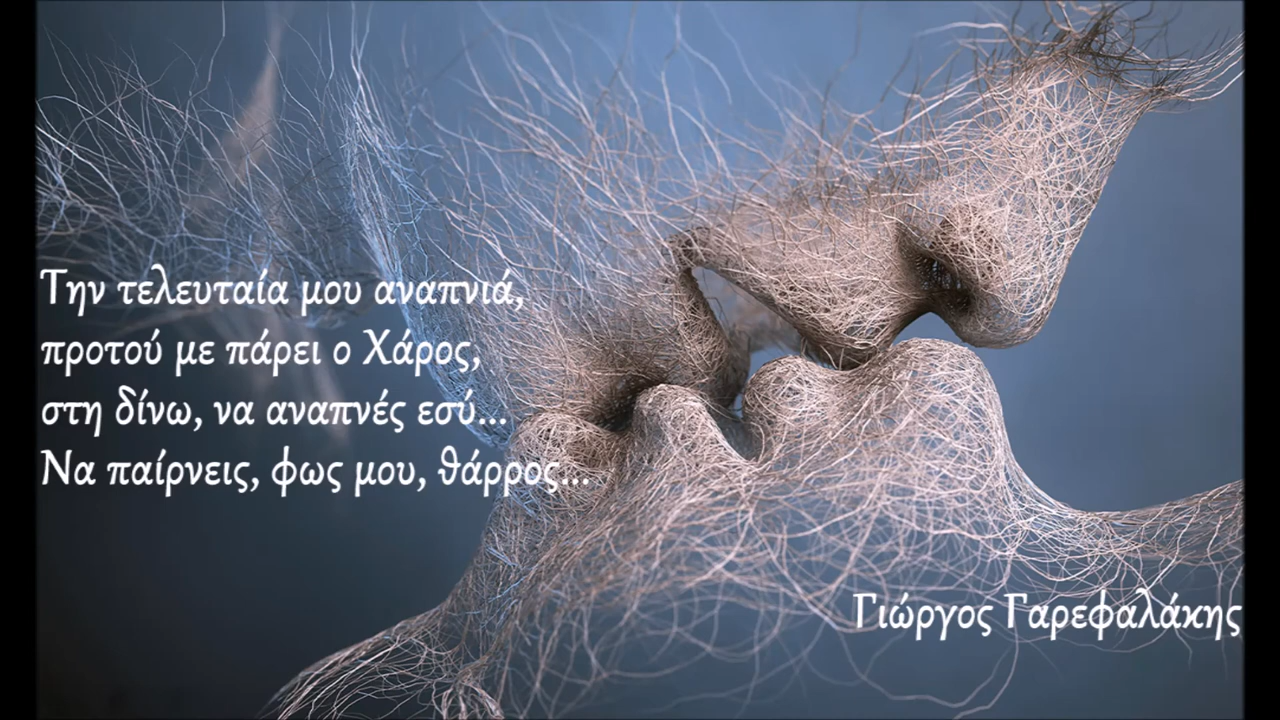 Την τελευταία μου αναπνιά,
προτού με πάρει ο Χάρος,
στη δίνω, να αναπνές εσύ...
Να παίρνεις, φως μου, θάρρος...
Γιώργος Γαρεφαλάκης